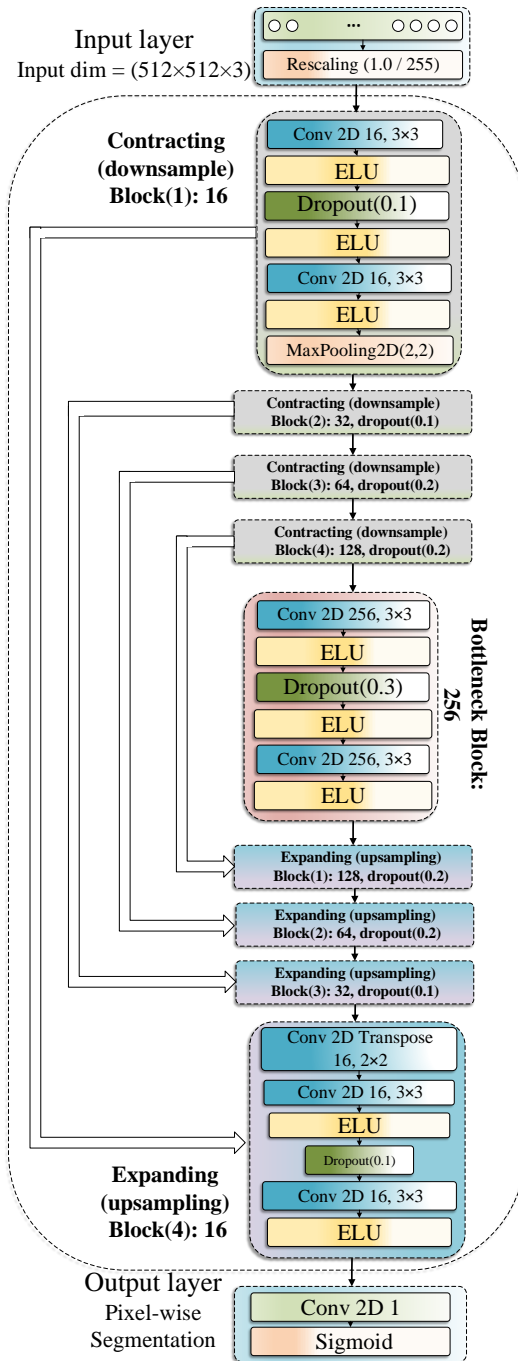 Input layer
Input dim = (512×512×3)
...
Rescaling (1.0 / 255)
Contracting
(downsample)
Block(1): 16
Conv 2D 16, 3×3
ELU
Dropout(0.1)
ELU
Conv 2D 16, 3×3
ELU
MaxPooling2D(2,2)
Contracting (downsample)
Block(2): 32, dropout(0.1)
Contracting (downsample)
Block(3): 64, dropout(0.2)
Contracting (downsample)
Block(4): 128, dropout(0.2)
Conv 2D 256, 3×3
ELU
Dropout(0.3)
ELU
Conv 2D 256, 3×3
ELU
Bottleneck Block:
256
Expanding (upsampling)
Block(1): 128, dropout(0.2)
Expanding (upsampling)
Block(2): 64, dropout(0.2)
Expanding (upsampling)
Block(3): 32, dropout(0.1)
Conv 2D Transpose
16, 2×2
Conv 2D 16, 3×3
ELU
Dropout(0.1)
Conv 2D 16, 3×3
ELU
Expanding
(upsampling)
Block(4): 16
Output layer
Pixel-wise
Segmentation
Conv 2D 1
Sigmoid